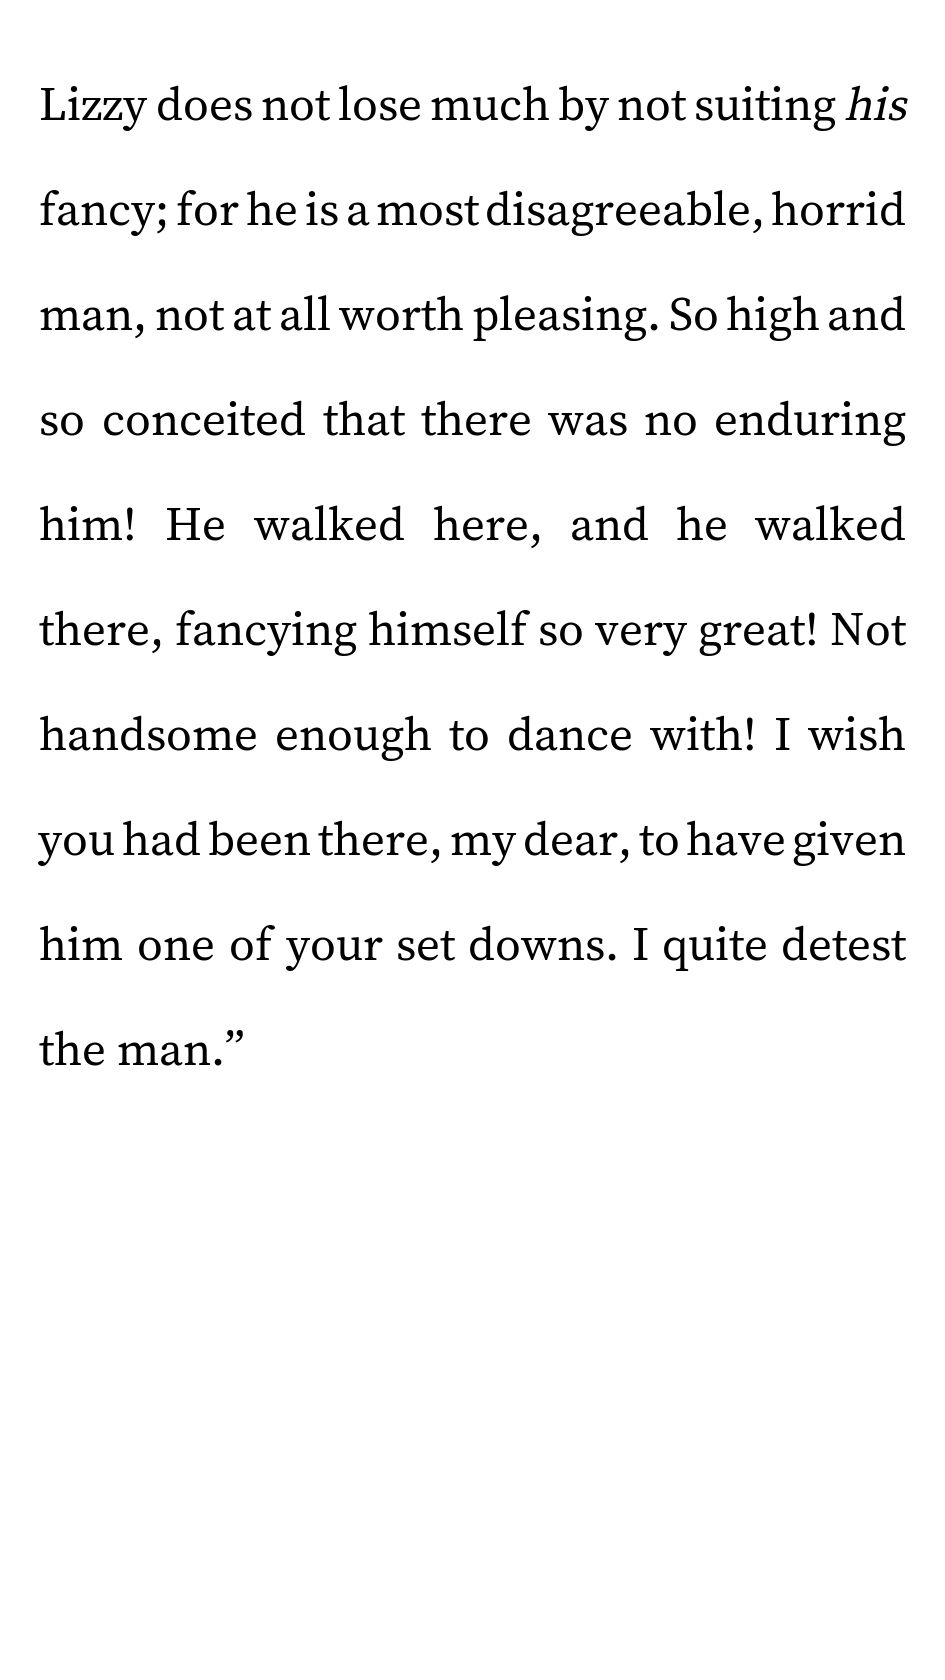 Lizzy does not lose much by not suiting his
fancy; for he is a most disagreeable, horrid
man, not at all worth pleasing. So high and
so conceited that there was no enduring
him! He walked here, and he walked
there, fancying himself so very great! Not
handsome enough to dance with! I wish
you had been there, my dear, to have given
him one of your set downs. I quite detest
the man.”